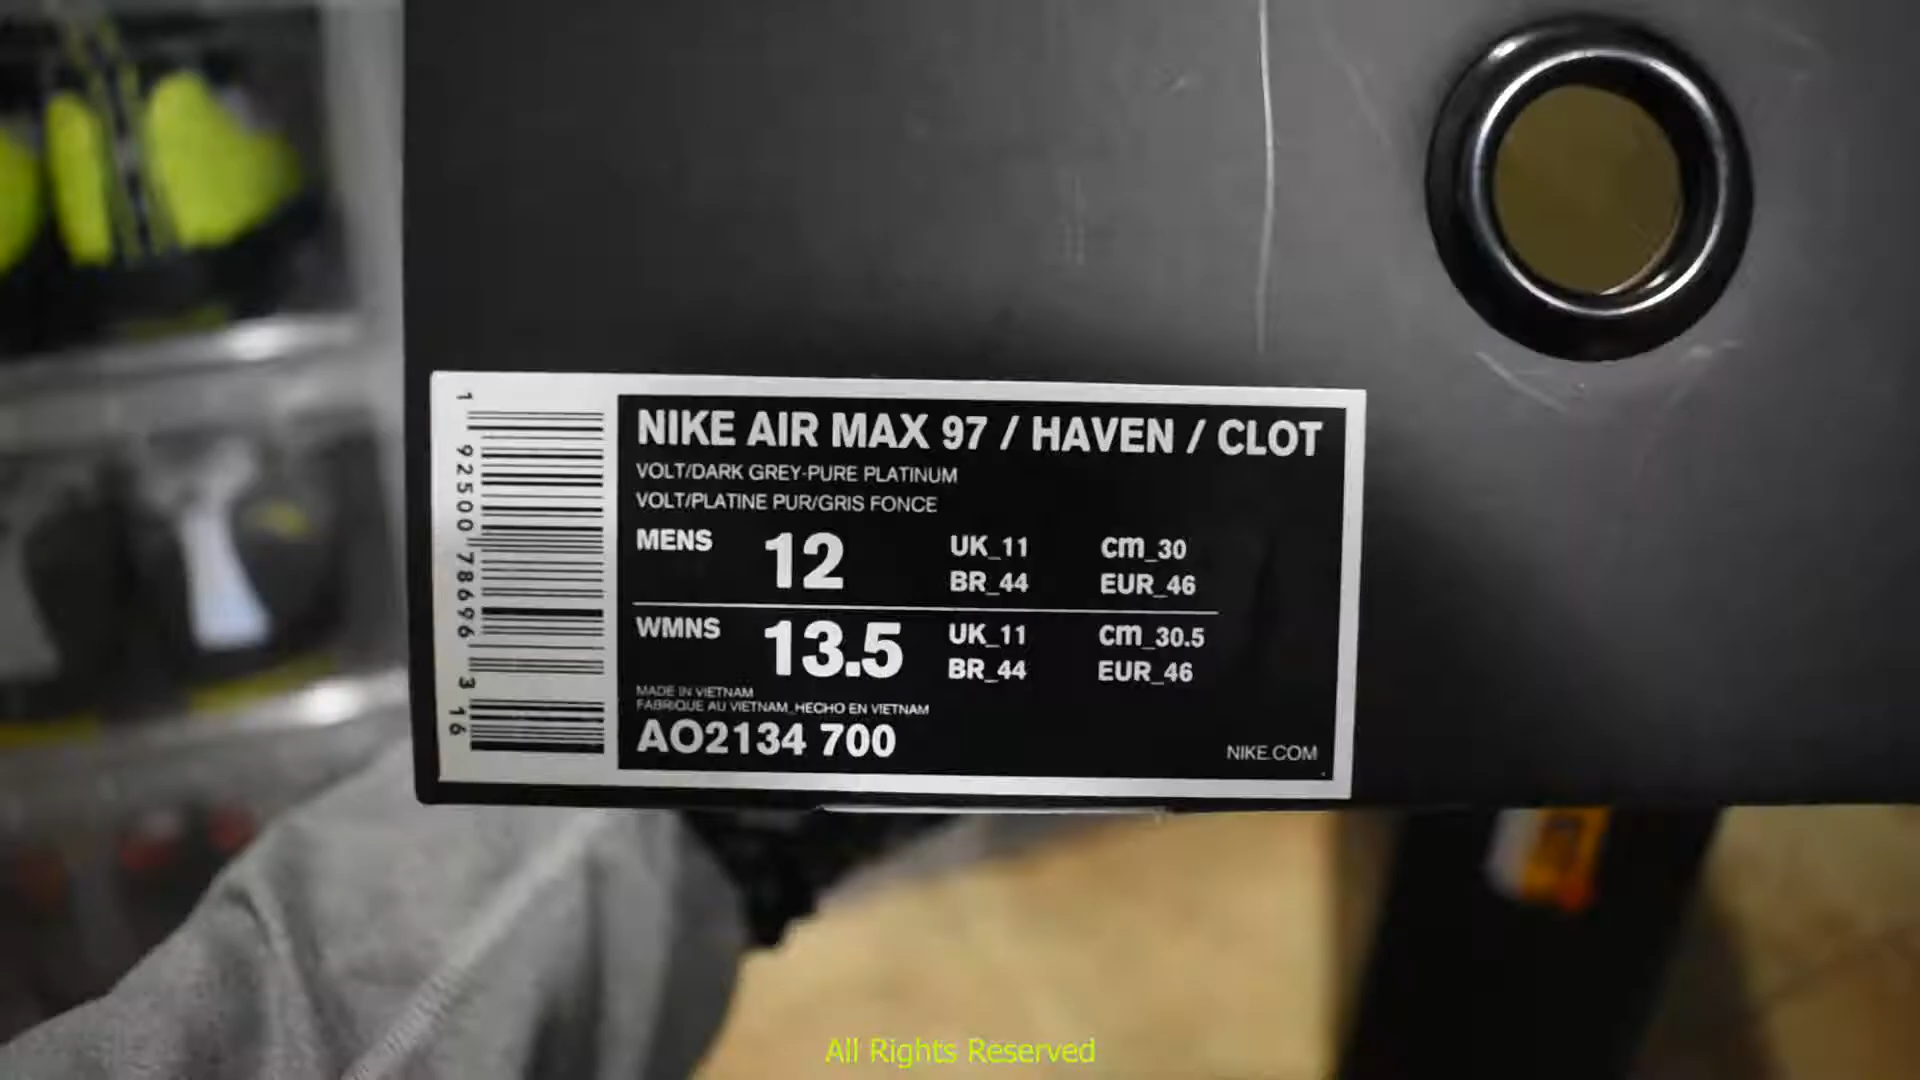 NIKE AIR MAX 97 / HAVEN / CLOT
VOLT/DARK GREY-PURE PLATINUM
VOLT/PLATINE PUR/GRIS FONCE
MENS 12 UK_11 cm_30
BR_44 EUR_46
WMNS 13.5 UK_11 cm_30.5
BR_44 EUR_46
MADE IN VIETNAM
FABRIQUE AU VIETNAM_HECHO EN VIETNAM
AO2134 700
NIKE.COM
1 92500 78696 3 16
All Rights Reserved